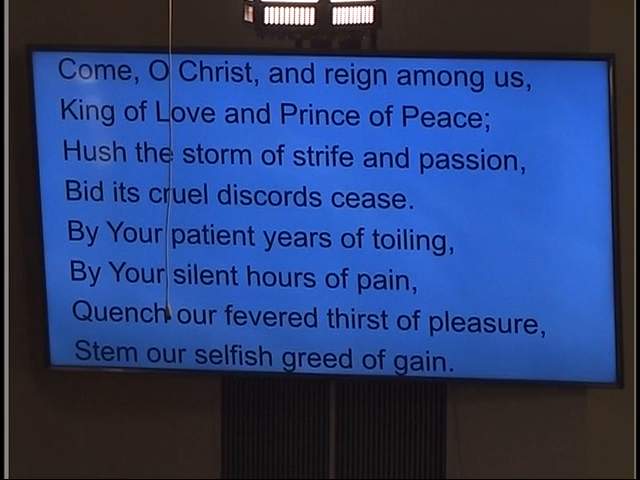 Come, O Christ, and reign among us,
King of Love and Prince of Peace;
Hush the storm of strife and passion,
Bid its cruel discords cease.
By Your patient years of toiling,
By Your silent hours of pain,
Quench our fevered thirst of pleasure,
Stem our selfish greed of gain.